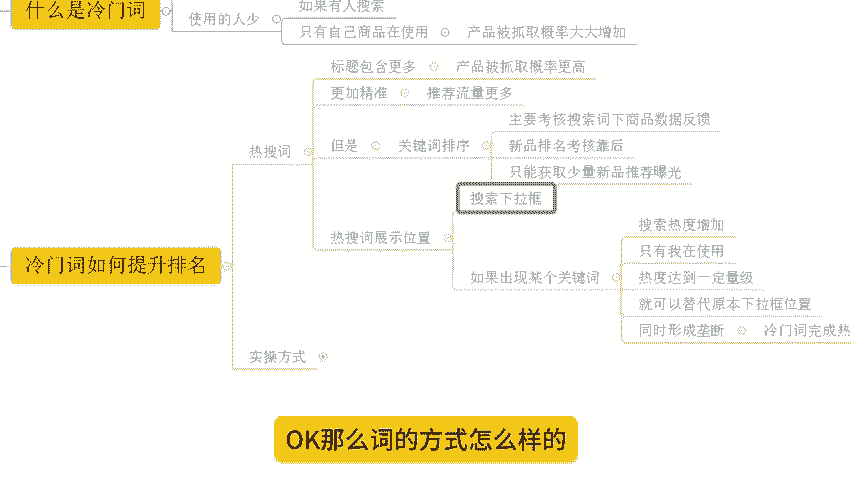 什么是冷门词
使用的人少
如果有人搜索
只有自己商品在使用
产品被抓取概率大大增加
标题包含更多
产品被抓取概率更高
更加精准
推荐流量更多
热搜词
但是
关键词排序
主要考核搜索词下商品数据反馈
新品排名考核靠后
只能获取少量新品推荐曝光
热搜词展示位置
搜索下拉框
如果出现某个关键词
搜索热度增加
只有我在使用
热度达到一定量级
就可以替代原本下拉框位置
同时形成垄断
冷门词完成热
冷门词如何提升排名
实操方式
OK那么词的方式怎么样的